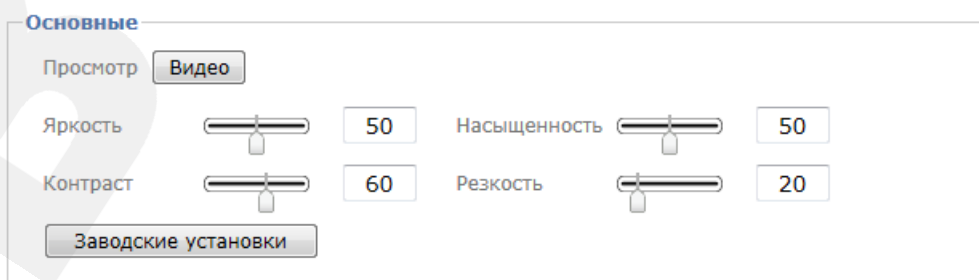 Основные
Просмотр Видео
Яркость 50 Насыщенность 50
Контраст 60 Резкость 20
Заводские установки